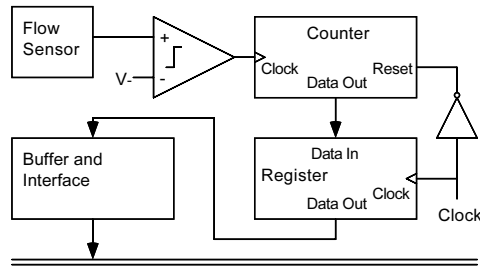 Flow
Sensor
+
V-
-
Counter
Clock
Reset
Data Out
Buffer and
Interface
Data In
Register
Clock
Data Out
Clock